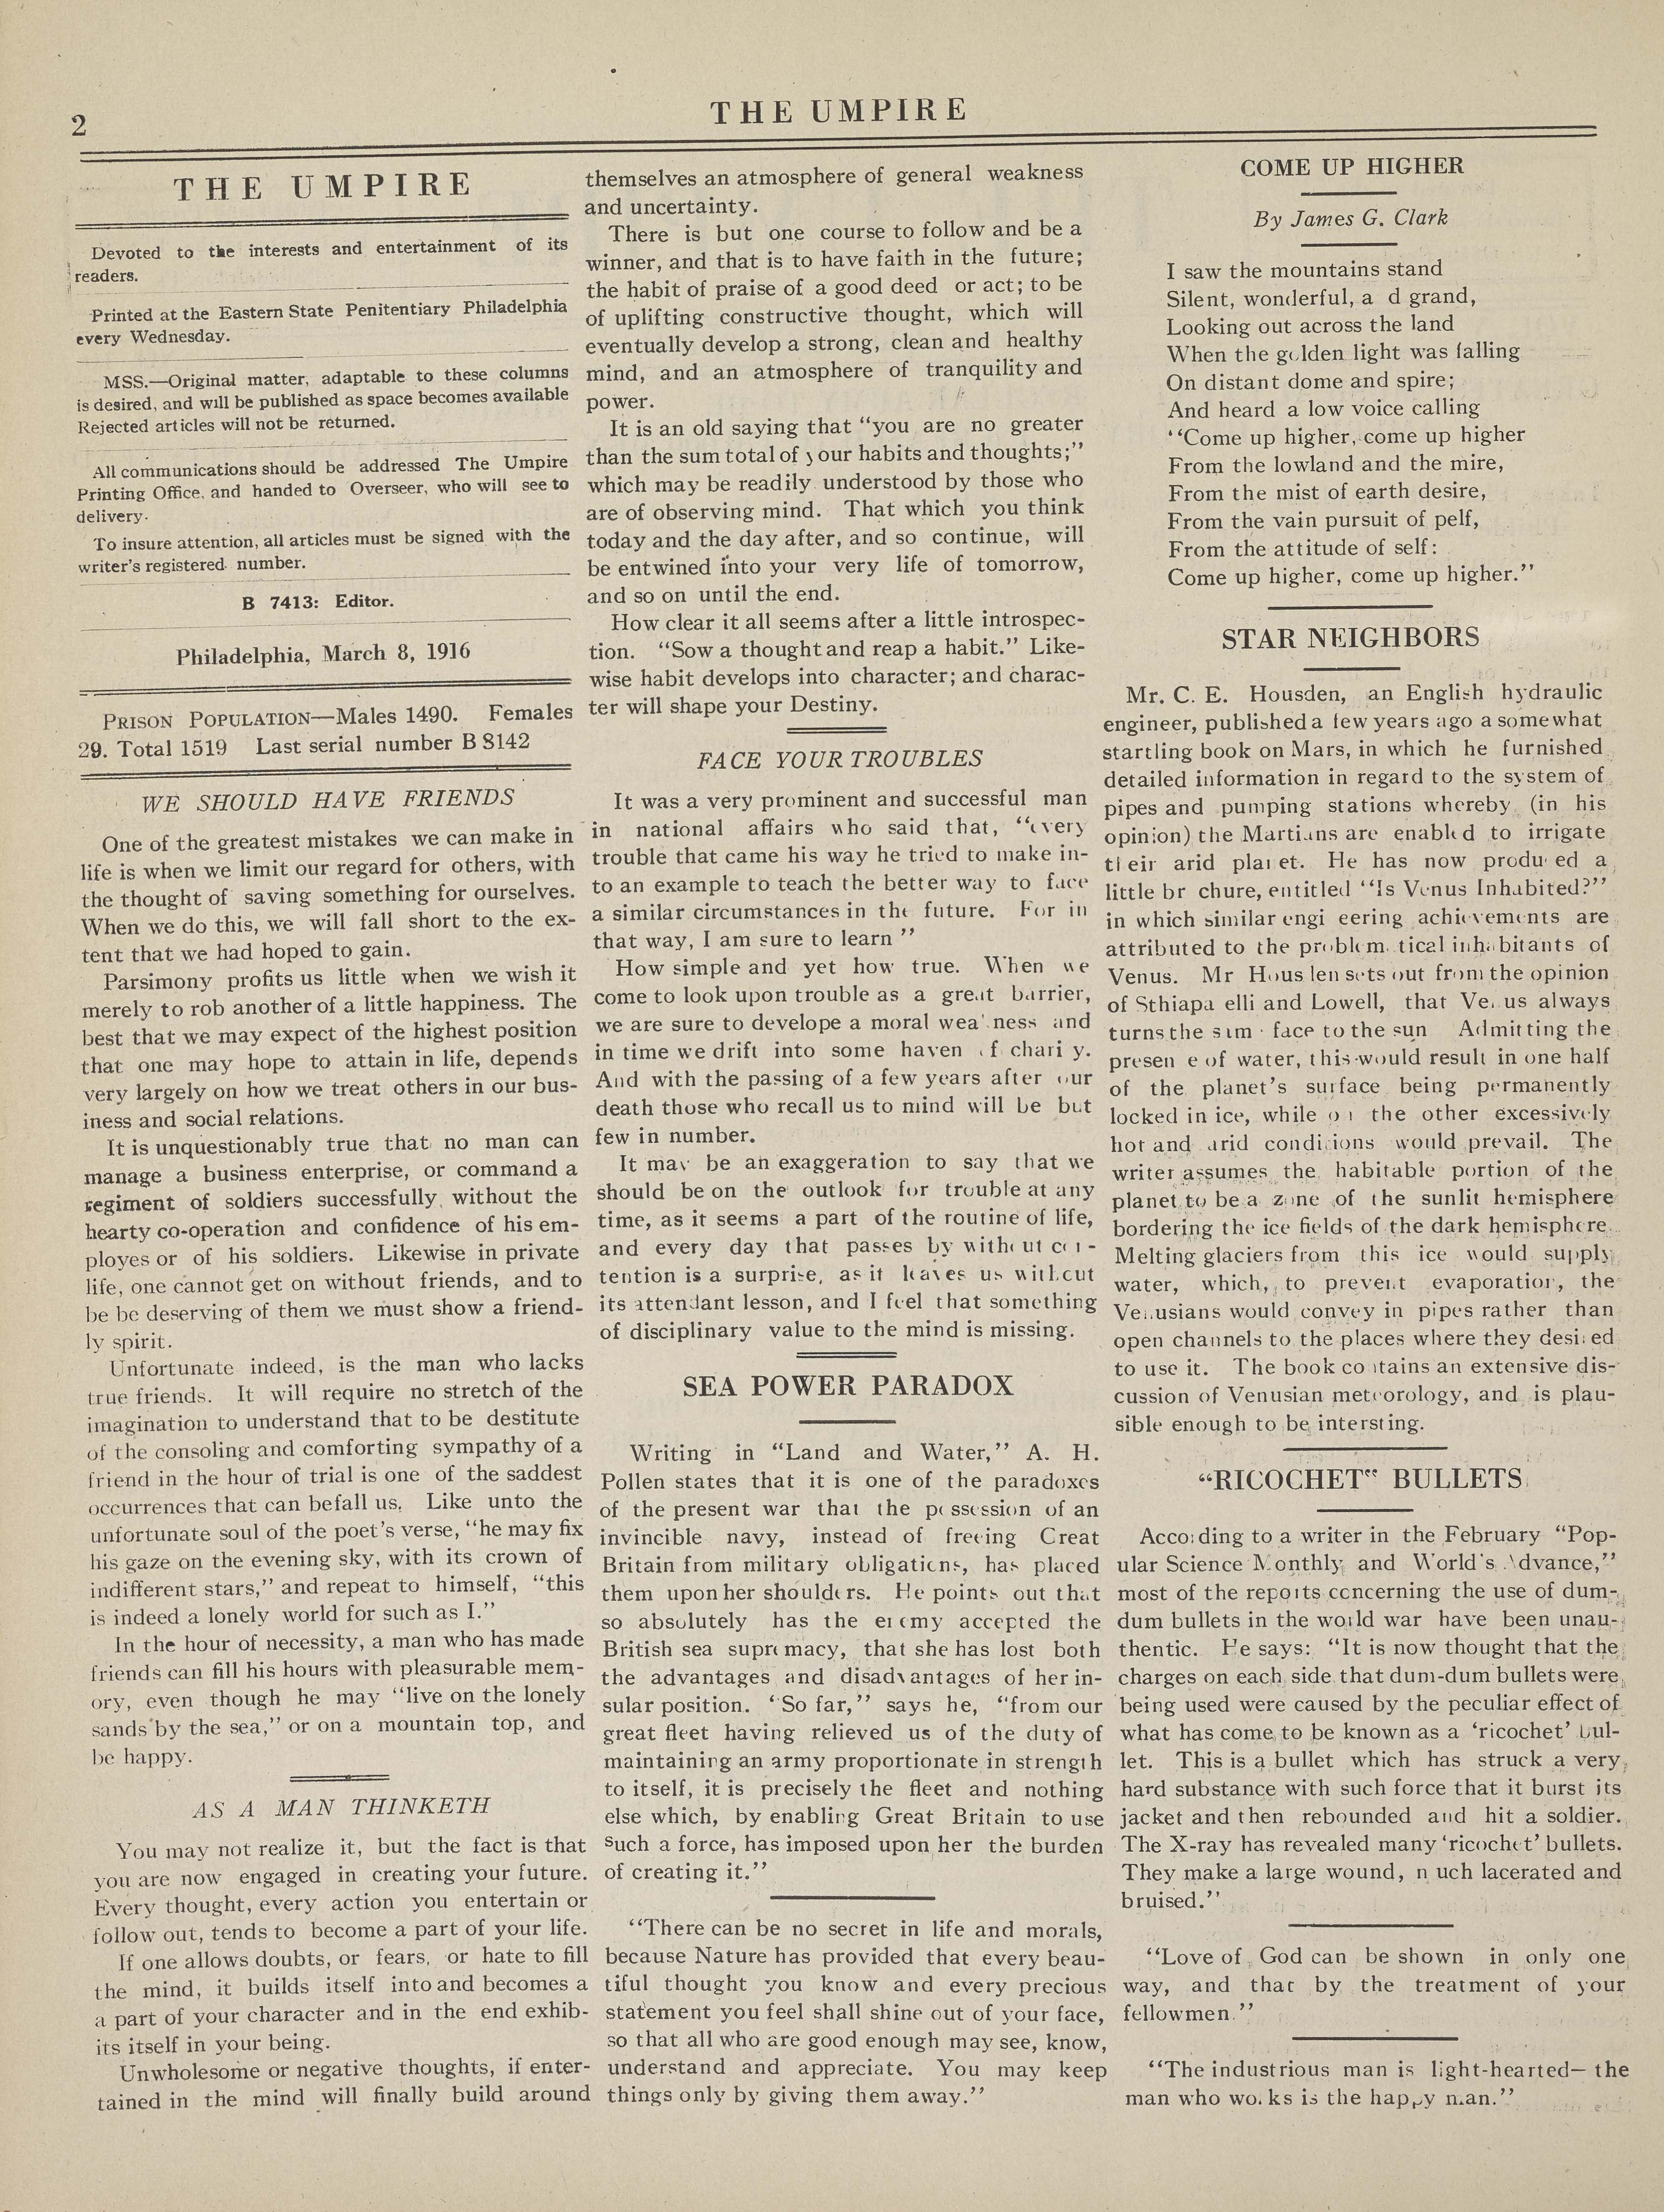 2
THE UMPIRE
THE UMPIRE
Devoted to the interests and entertainment of its
readers.
Printed at the Eastern State Penitentiary Philadelphia
every Wednesday.
MSS.—Original matter, adaptable to these columns
is desired, and will be published as space becomes available
Rejected articles will not be returned.
All communications should be addressed The Umpire
Printing Office, and handed to Overseer, who will see to
delivery.
To insure attention, all articles must be signed with the
writer's registered number.
B 7413: Editor.
Philadelphia, March 8, 1916
PRISON POPULATION—Males 1490. Females
29. Total 1519 Last serial number B 8142
WE SHOULD HAVE FRIENDS
One of the greatest mistakes we can make in
life is when we limit our regard for others, with
the thought of saving something for ourselves.
When we do this, we will fall short to the ex-
tent that we had hoped to gain.
Parsimony profits us little when we wish it
merely to rob another of a little happiness. The
best that we may expect of the highest position
that one may hope to attain in life, depends
very largely on how we treat others in our bus-
iness and social relations.
It is unquestionably true that no man can
manage a business enterprise, or command a
regiment of soldiers successfully without the
hearty co-operation and confidence of his em-
ployes or of his soldiers. Likewise in private
life, one cannot get on without friends, and to
be be deserving of them we must show a friend-
ly spirit.
Unfortunate indeed, is the man who lacks
true friends. It will require no stretch of the
imagination to understand that to be destitute
of the consoling and comforting sympathy of a
friend in the hour of trial is one of the saddest
occurrences that can befall us. Like unto the
unfortunate soul of the poet's verse, "he may fix
his gaze on the evening sky, with its crown of
indifferent stars," and repeat to himself, "this
is indeed a lonely world for such as I."
In the hour of necessity, a man who has made
friends can fill his hours with pleasurable mem-
ory, even though he may "live on the lonely
sands by the sea," or on a mountain top, and
be happy.
AS A MAN THINKETH
You may not realize it, but the fact is that
you are now engaged in creating your future.
Every thought, every action you entertain or
follow out, tends to become a part of your life.
If one allows doubts, or fears, or hate to fill
the mind, it builds itself into and becomes a
a part of your character and in the end exhib-
its itself in your being.
Unwholesome or negative thoughts, if enter-
tained in the mind will finally build around
themselves an atmosphere of general weakness
and uncertainty.
There is but one course to follow and be a
winner, and that is to have faith in the future;
the habit of praise of a good deed or act; to be
of uplifting constructive thought, which will
eventually develop a strong, clean and healthy
mind, and an atmosphere of tranquility and
power.
It is an old saying that "you are no greater
than the sum total of your habits and thoughts;"
which may be readily understood by those who
are of observing mind. That which you think
today and the day after, and so continue, will
be entwined into your very life of tomorrow,
and so on until the end.
How clear it all seems after a little introspec-
tion. "Sow a thought and reap a habit." Like-
wise habit develops into character; and charac-
ter will shape your Destiny.
FACE YOUR TROUBLES
It was a very prominent and successful man
in national affairs who said that, "every
trouble that came his way he tried to make in-
to an example to teach the better way to face
a similar circumstances in the future. For in
that way, I am sure to learn "
How simple and yet how true. When we
come to look upon trouble as a great barrier,
we are sure to develope a moral wea ness and
in time we drift into some haven of chari y.
And with the passing of a few years after our
death those who recall us to mind will be but
few in number.
It may be an exaggeration to say that we
should be on the outlook for trouble at any
time, as it seems a part of the routine of life,
and every day that passes by without con-
tention is a surprise, as it leaves us without
its attendant lesson, and I feel that something
of disciplinary value to the mind is missing.
SEA POWER PARADOX
Writing in "Land and Water," A. H.
Pollen states that it is one of the paradoxes
of the present war that the possession of an
invincible navy, instead of freeing Great
Britain from military obligations, has placed
them upon her shoulders. He points out that
so absolutely has the enemy accepted the
British sea supremacy, that she has lost both
the advantages and disadvantages of her in-
sular position. "So far," says he, "from our
great fleet having relieved us of the duty of
maintaining an army proportionate in strength
to itself, it is precisely the fleet and nothing
else which, by enabling Great Britain to use
such a force, has imposed upon her the burden
of creating it."
"There can be no secret in life and morals,
because Nature has provided that every beau-
tiful thought you know and every precious
statement you feel shall shine out of your face,
so that all who are good enough may see, know,
understand and appreciate. You may keep
things only by giving them away."
COME UP HIGHER
By James G. Clark
I saw the mountains stand
Silent, wonderful, a d grand,
Looking out across the land
When the golden light was falling
On distant dome and spire;
And heard a low voice calling
"Come up higher, come up higher
From the lowland and the mire,
From the mist of earth desire,
From the vain pursuit of pelf,
From the attitude of self:
Come up higher, come up higher."
STAR NEIGHBORS
Mr. C. E. Housden, an English hydraulic
engineer, published a few years ago a somewhat
startling book on Mars, in which he furnished
detailed information in regard to the system of
pipes and pumping stations whereby (in his
opinion) the Martians are enabled to irrigate
their arid planet. He has now produ ed a
little br chure, entitled "Is Venus Inhabited?"
in which similar engi eering achievements are
attributed to the problem tical inhabitants of
Venus. Mr Housden sets out from the opinion
of Sthiapa elli and Lowell, that Venus always
turns the same face to the sun Admitting the
presen e of water, this would result in one half
of the planet's surface being permanently
locked in ice, while on the other excessively
hot and arid conditions would prevail. The
writer assumes the habitable portion of the
planet to be a zone of the sunlit hemisphere
bordering the ice fields of the dark hemisphere.
Melting glaciers from this ice would supply
water, which, to prevent evaporation, the
Venusians would convey in pipes rather than
open channels to the places where they desired
to use it. The book contains an extensive dis-
cussion of Venusian meteorology, and is plau-
sible enough to be intersting.
"RICOCHET" BULLETS
According to a writer in the February "Pop-
ular Science Monthly and World's Advance,"
most of the reports concerning the use of dum-
dum bullets in the world war have been unau-
thentic. He says: "It is now thought that the
charges on each side that dum-dum bullets were
being used were caused by the peculiar effect of
what has come to be known as a 'ricochet' bul-
let. This is a bullet which has struck a very
hard substance with such force that it burst its
jacket and then rebounded and hit a soldier.
The X-ray has revealed many 'ricochet' bullets.
They make a large wound, much lacerated and
bruised."
"Love of God can be shown in only one
way, and that by the treatment of your
fellowmen."
"The industrious man is light-hearted—the
man who works is the happy man."